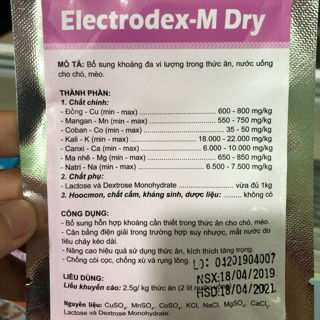 Electrodex-M Dry
MÔ TẢ: Bổ sung khoáng đa vi lượng trong thức ăn, nước uống
cho chó, mèo.
THÀNH PHẦN:
1. Chất chính:
- Đồng - Cu (min - max) ........ 600 - 800 mg/kg
- Mangan - Mn (min - max) ........ 550 - 750 mg/kg
- Coban - Co (min - max) ........ 35 - 50 mg/kg
- Kali - K (min - max) ........ 18.000 - 22.000 mg/kg
- Canxi - Ca (min - max) ........ 6.000 - 10.000 mg/kg
- Ma nhê - Mg (min - max) ........ 650 - 850 mg/kg
- Natri - Na (min - max) ........ 6.500 - 7.500 mg/kg
2. Chất phụ:
- Lactose và Dextrose Monohydrate ........ vừa đủ 1kg
3. Hoocmon, chất cấm, kháng sinh, dược liệu: ........ không có
CÔNG DỤNG:
- Bổ sung hỗn hợp khoáng cần thiết trong thức ăn cho chó, mèo.
- Cân bằng điện giải trong trường hợp suy nhược, mất nước do
tiêu chảy kéo dài.
- Nâng cao hiệu quả sử dụng thức ăn, kích thích tăng trọng.
- Chống còi cọc, chống xù và rụng lông.
LO: 04201904007
NSX:18/04/2019
HSD:18/04/2021
LIỀU DÙNG:
Liều khuyến cáo: 2.5g/ kg thức ăn (2 lít nước
Nguyên liệu: CuSO₄, MnSO₄, CoSO₄, KCl, NaCl, MgSO₄, CaCl₂,
Lactose và Dextrose Monohydrate.